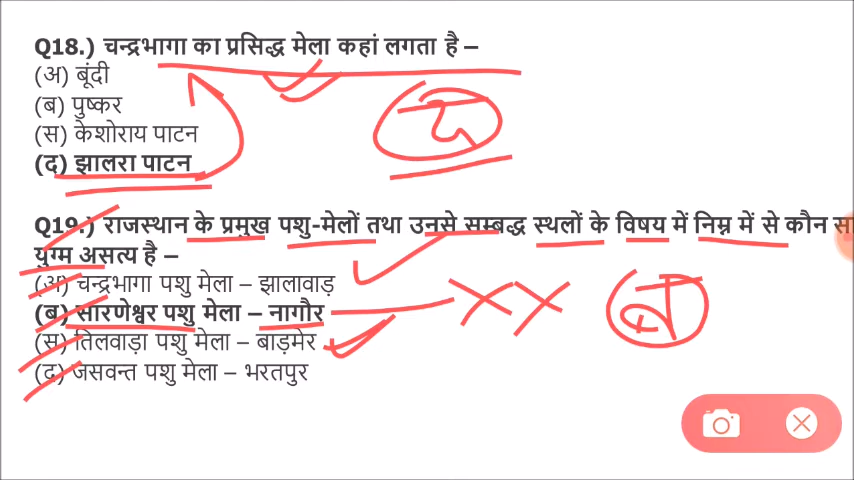 Q18.) चन्द्रभागा का प्रसिद्ध मेला कहां लगता है –
(अ) बूंदी
(ब) पुष्कर
(स) केशोराय पाटन
(द) झालरा पाटन
द
Q19.) राजस्थान के प्रमुख पशु-मेलों तथा उनसे सम्बद्ध स्थलों के विषय में निम्न में से कौन सा
युग्म असत्य है –
(अ) चन्द्रभागा पशु मेला – झालावाड़
(ब) सारणेश्वर पशु मेला – नागौर
ब
(स) तिलवाड़ा पशु मेला – बाड़मेर
(द) जसवन्त पशु मेला – भरतपुर